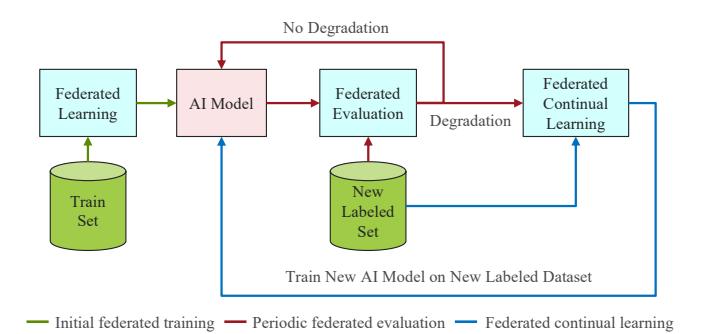 No Degradation
Federated
Learning
AI Model
Federated
Evaluation
Degradation
Federated
Continual
Learning
Train
Set
New
Labeled
Set
Train New AI Model on New Labeled Dataset
Initial federated training
Periodic federated evaluation
Federated continual learning